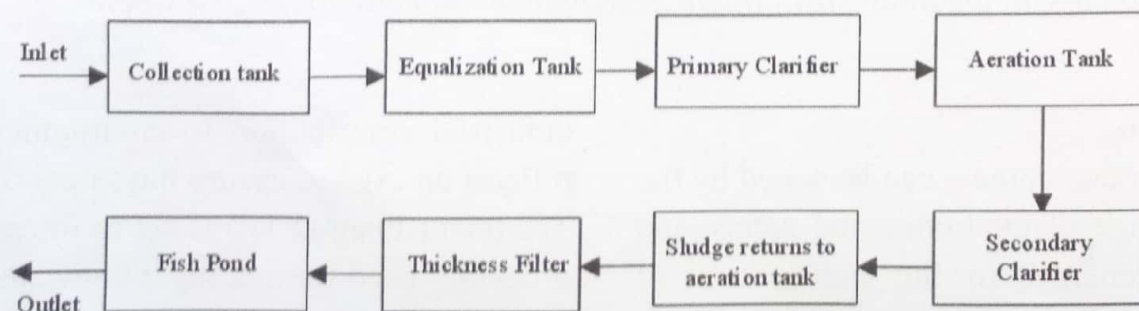 Inlet
Collection tank
Equalization Tank
Primary Clarifier
Aeration Tank
Secondary
Clarifier
Sludge returns to
aeration tank
Thickness Filter
Fish Pond
Outlet